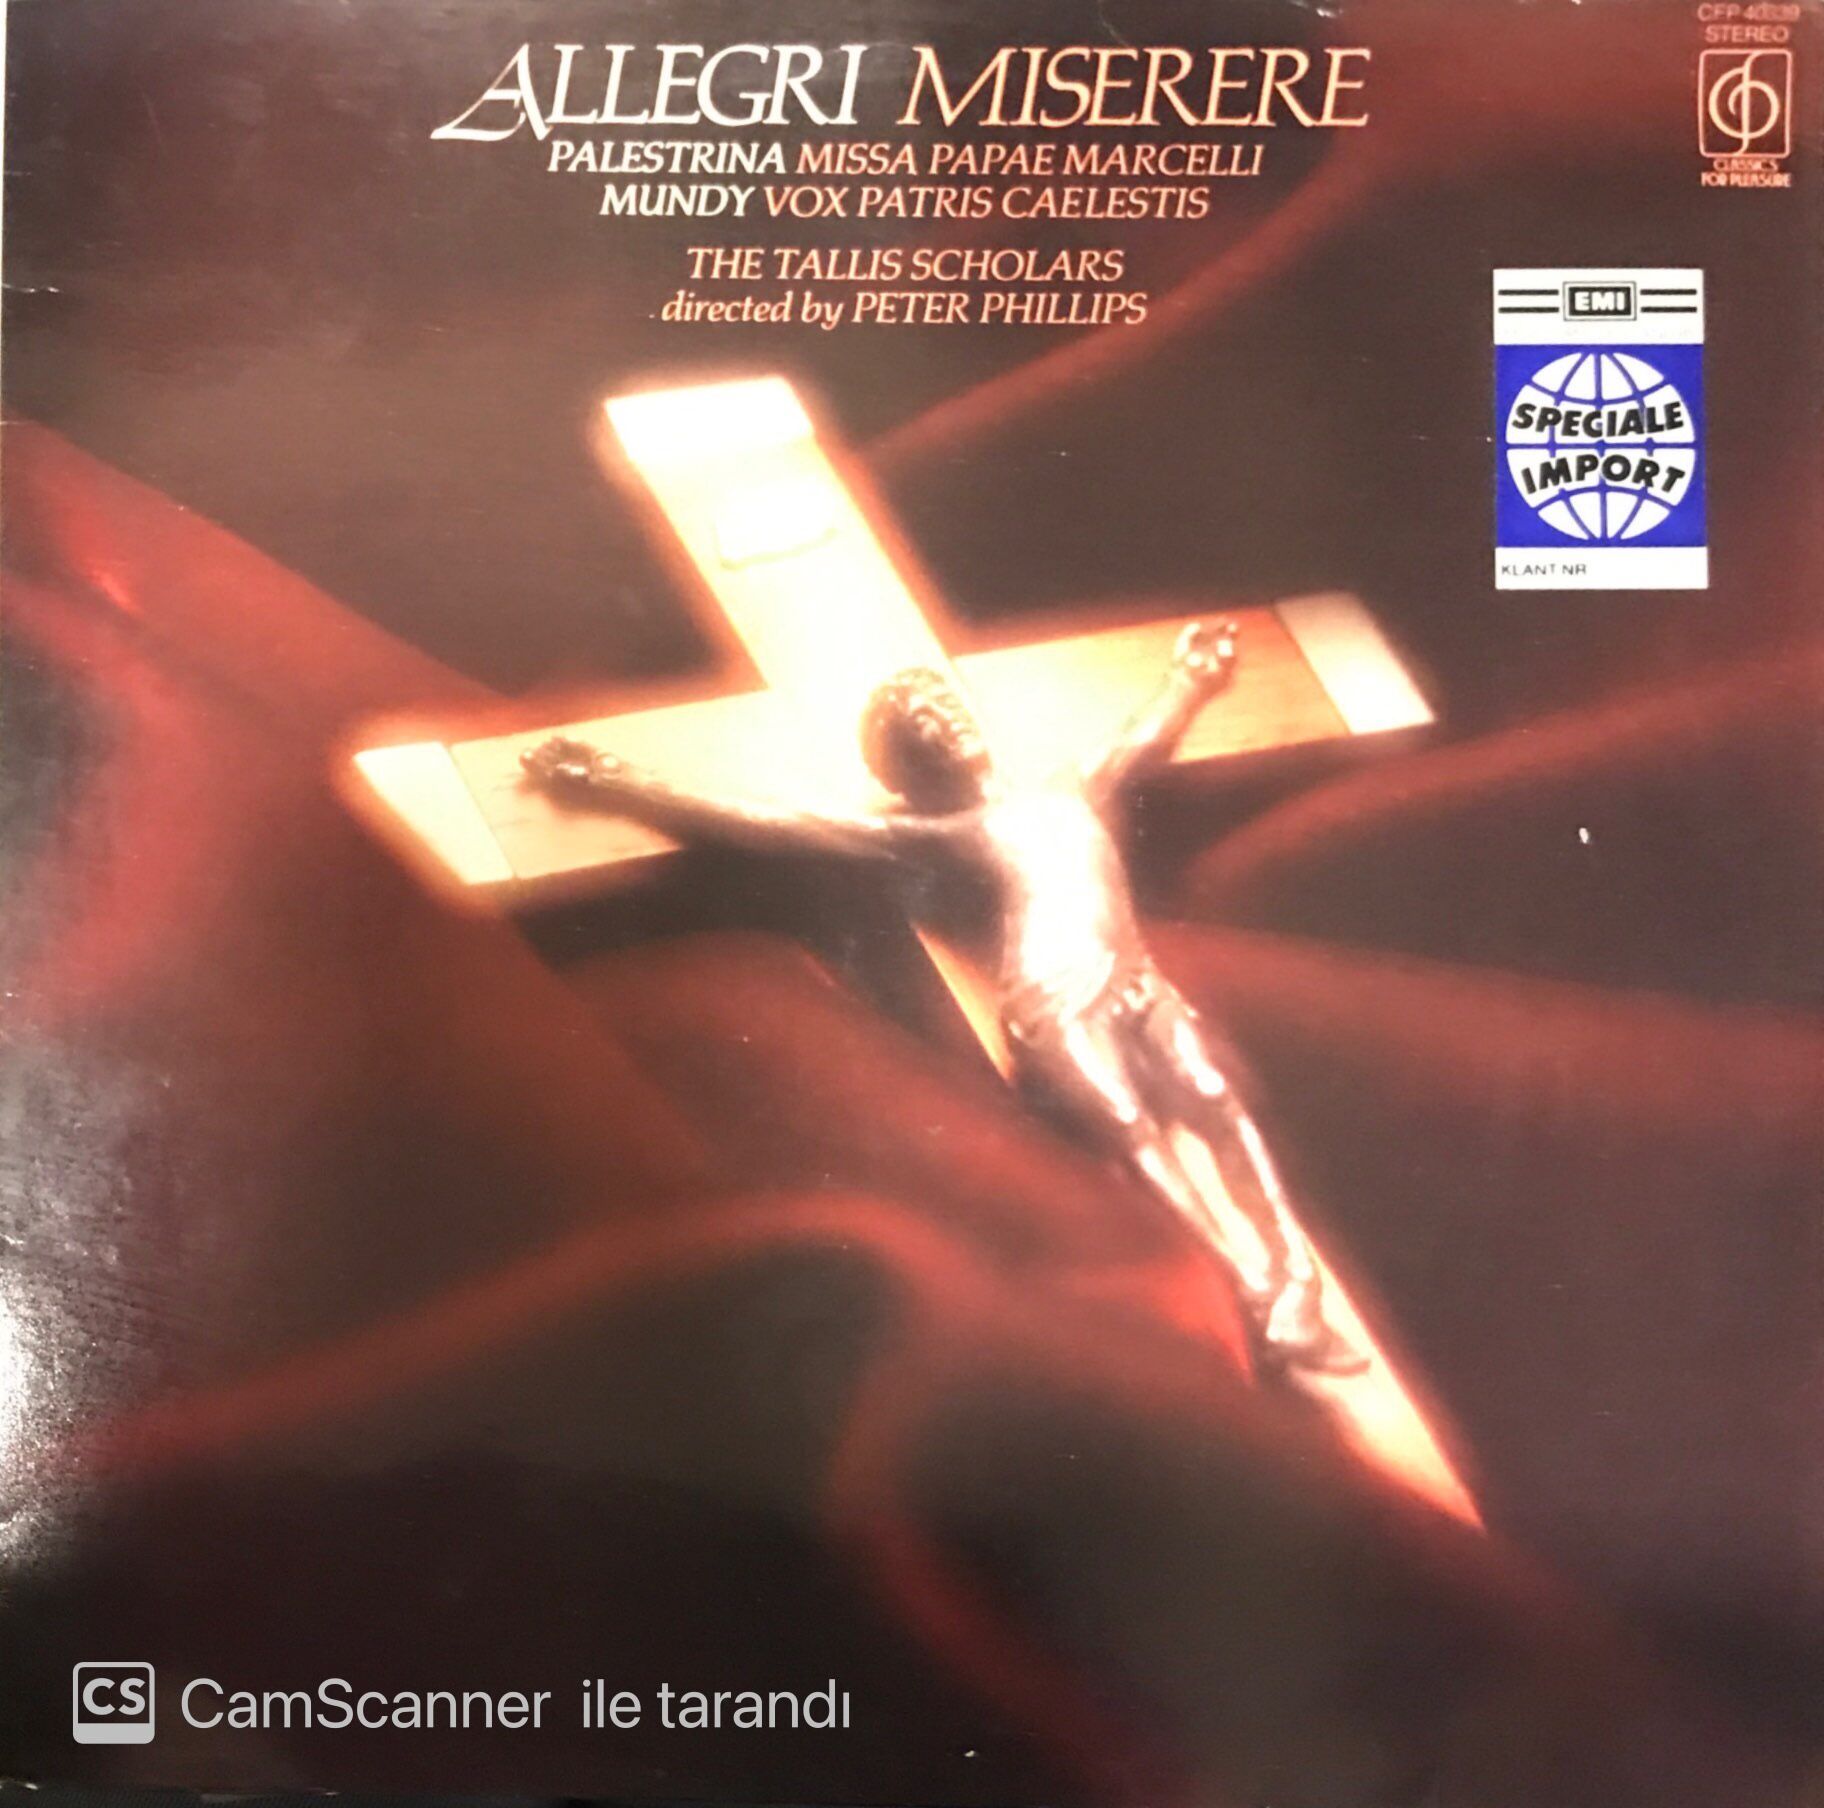 CFP 40339
STEREO
ALLEGRI MISERERE
PALESTRINA MISSA PAPAE MARCELLI
MUNDY VOX PATRIS CAELESTIS
THE TALLIS SCHOLARS
directed by PETER PHILLIPS
CLASSICS
FOR PLEASURE
EMI
SPECIALE
IMPORT
KLANT NR
CS CamScanner ile tarandı